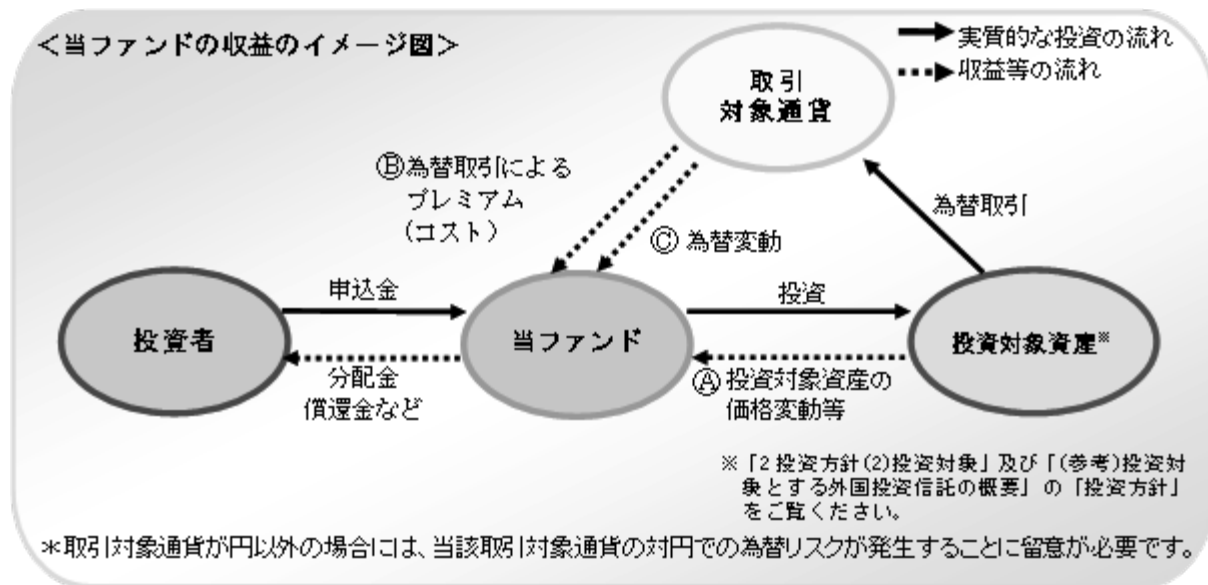 ＜当ファンドの収益のイメージ図＞
実質的な投資の流れ
収益等の流れ
取引
対象通貨
Ⓑ為替取引による
プレミアム
(コスト)
Ⓒ 為替変動
為替取引
投資者
申込金
分配金
償還金など
当ファンド
投資
Ⓐ 投資対象資産の
価格変動等
投資対象資産※
※「2 投資方針(2)投資対象」及び「(参考)投資対
象とする外国投資信託の概要」の「投資方針」
をご覧ください。
＊取引対象通貨が円以外の場合には、当該取引対象通貨の対円での為替リスクが発生することに留意が必要です。